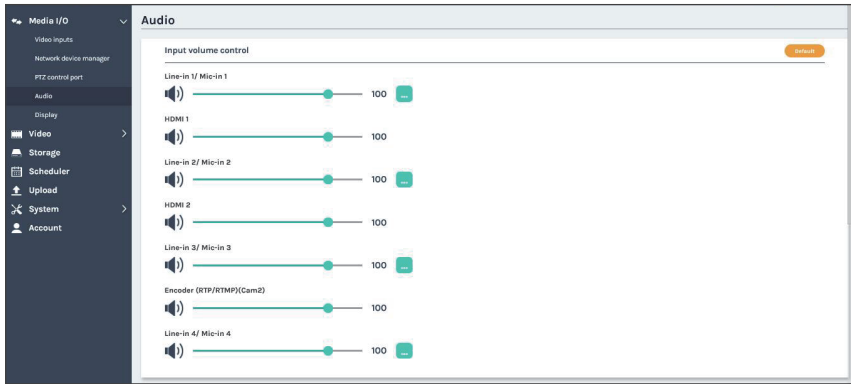 Media I/O
Video inputs
Network device manager
PTZ control port
Audio
Display
Video
Storage
Scheduler
Upload
System
Account
Audio
Input volume control
Default
Line-in 1/ Mic-in 1
100 ...
HDMI 1
100
Line-in 2/ Mic-in 2
100 ...
HDMI 2
100
Line-in 3/ Mic-in 3
100 ...
Encoder (RTP/RTMP)(Cam2)
100
Line-in 4/ Mic-in 4
100 ...